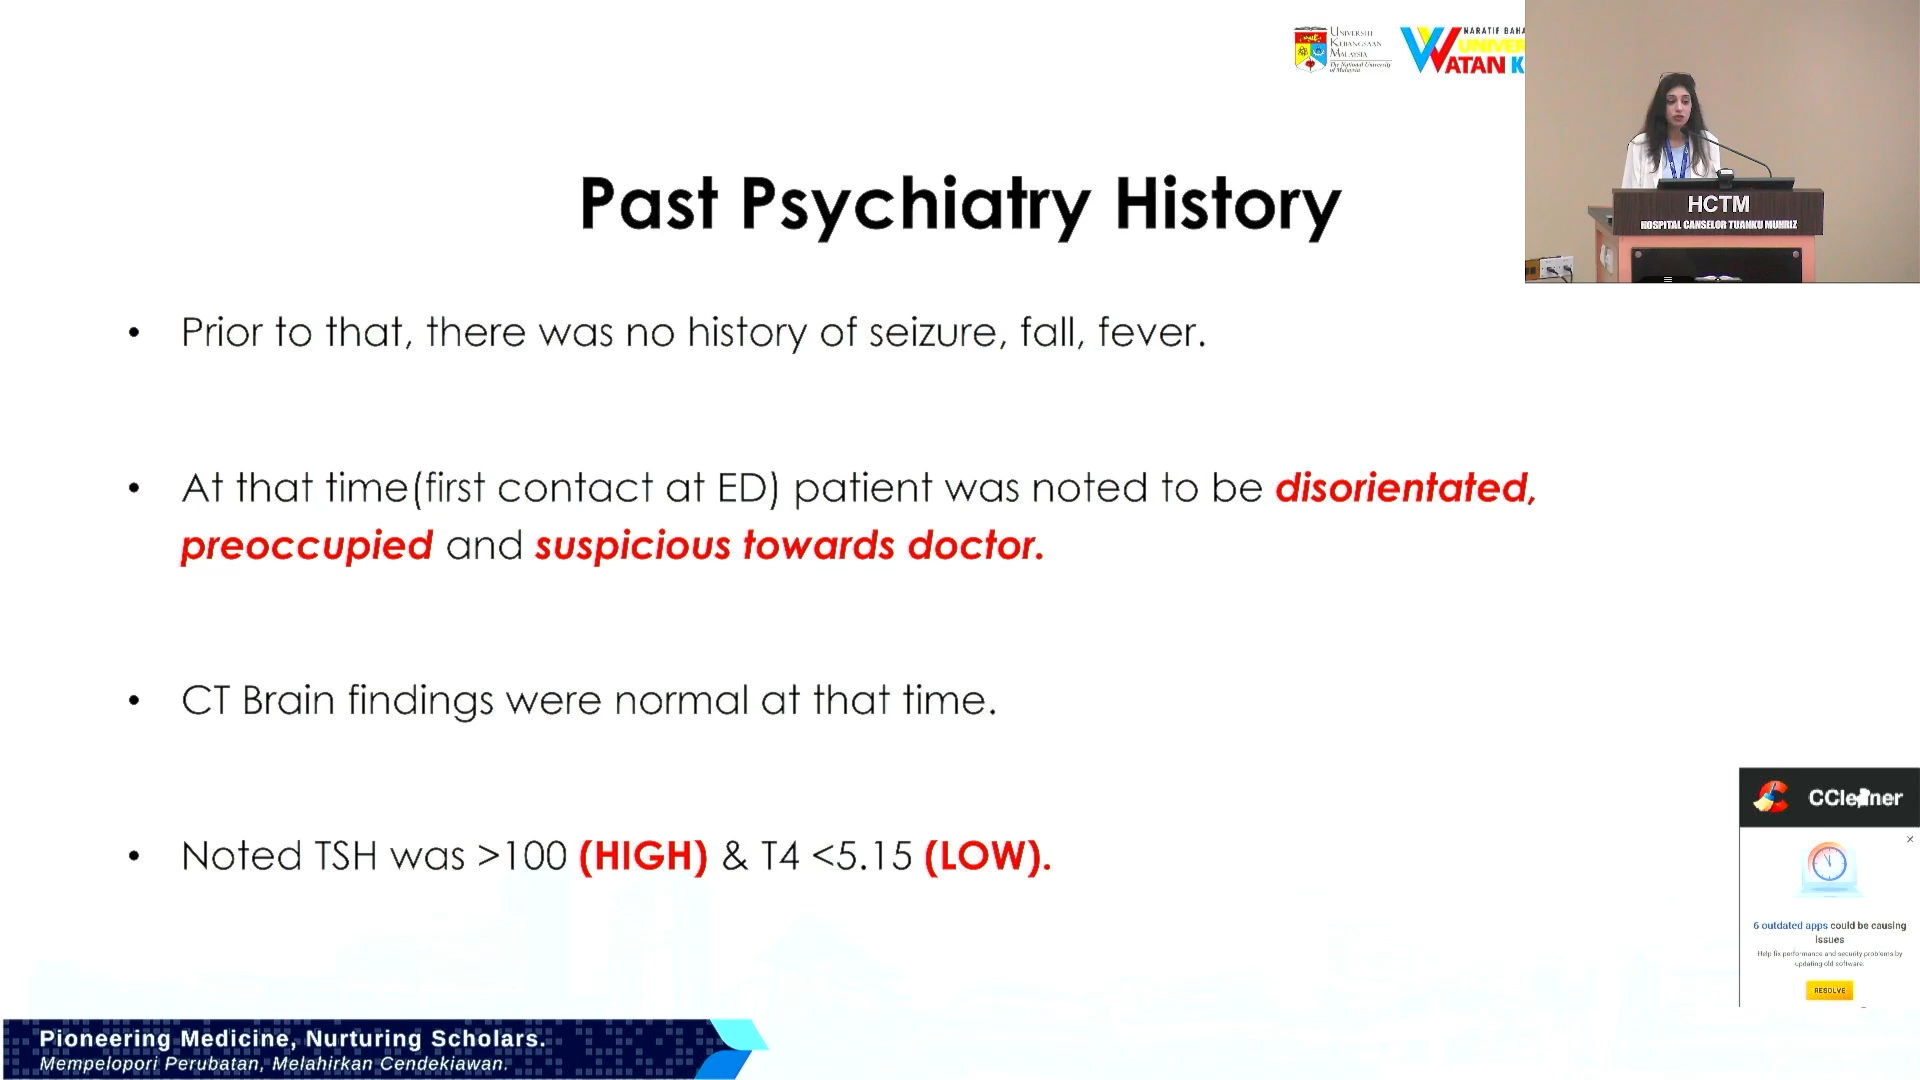 UNIVERSITI
KEBANGSAAN
MALAYSIA
The National University
of Malaysia
NARATIF BAHA
UNIVER
WATAN K
HCTM
HOSPITAL CANSELOR TUANKU MUHRIZ
Past Psychiatry History
• Prior to that, there was no history of seizure, fall, fever.
• At that time(first contact at ED) patient was noted to be disorientated,
preoccupied and suspicious towards doctor.
• CT Brain findings were normal at that time.
• Noted TSH was >100 (HIGH) & T4 <5.15 (LOW).
CCleaner
6 outdated apps could be causing
issues
Help fix performance and security problems by
updating old software.
RESOLVE
Pioneering Medicine, Nurturing Scholars.
Mempelopori Perubatan, Melahirkan Cendekiawan.